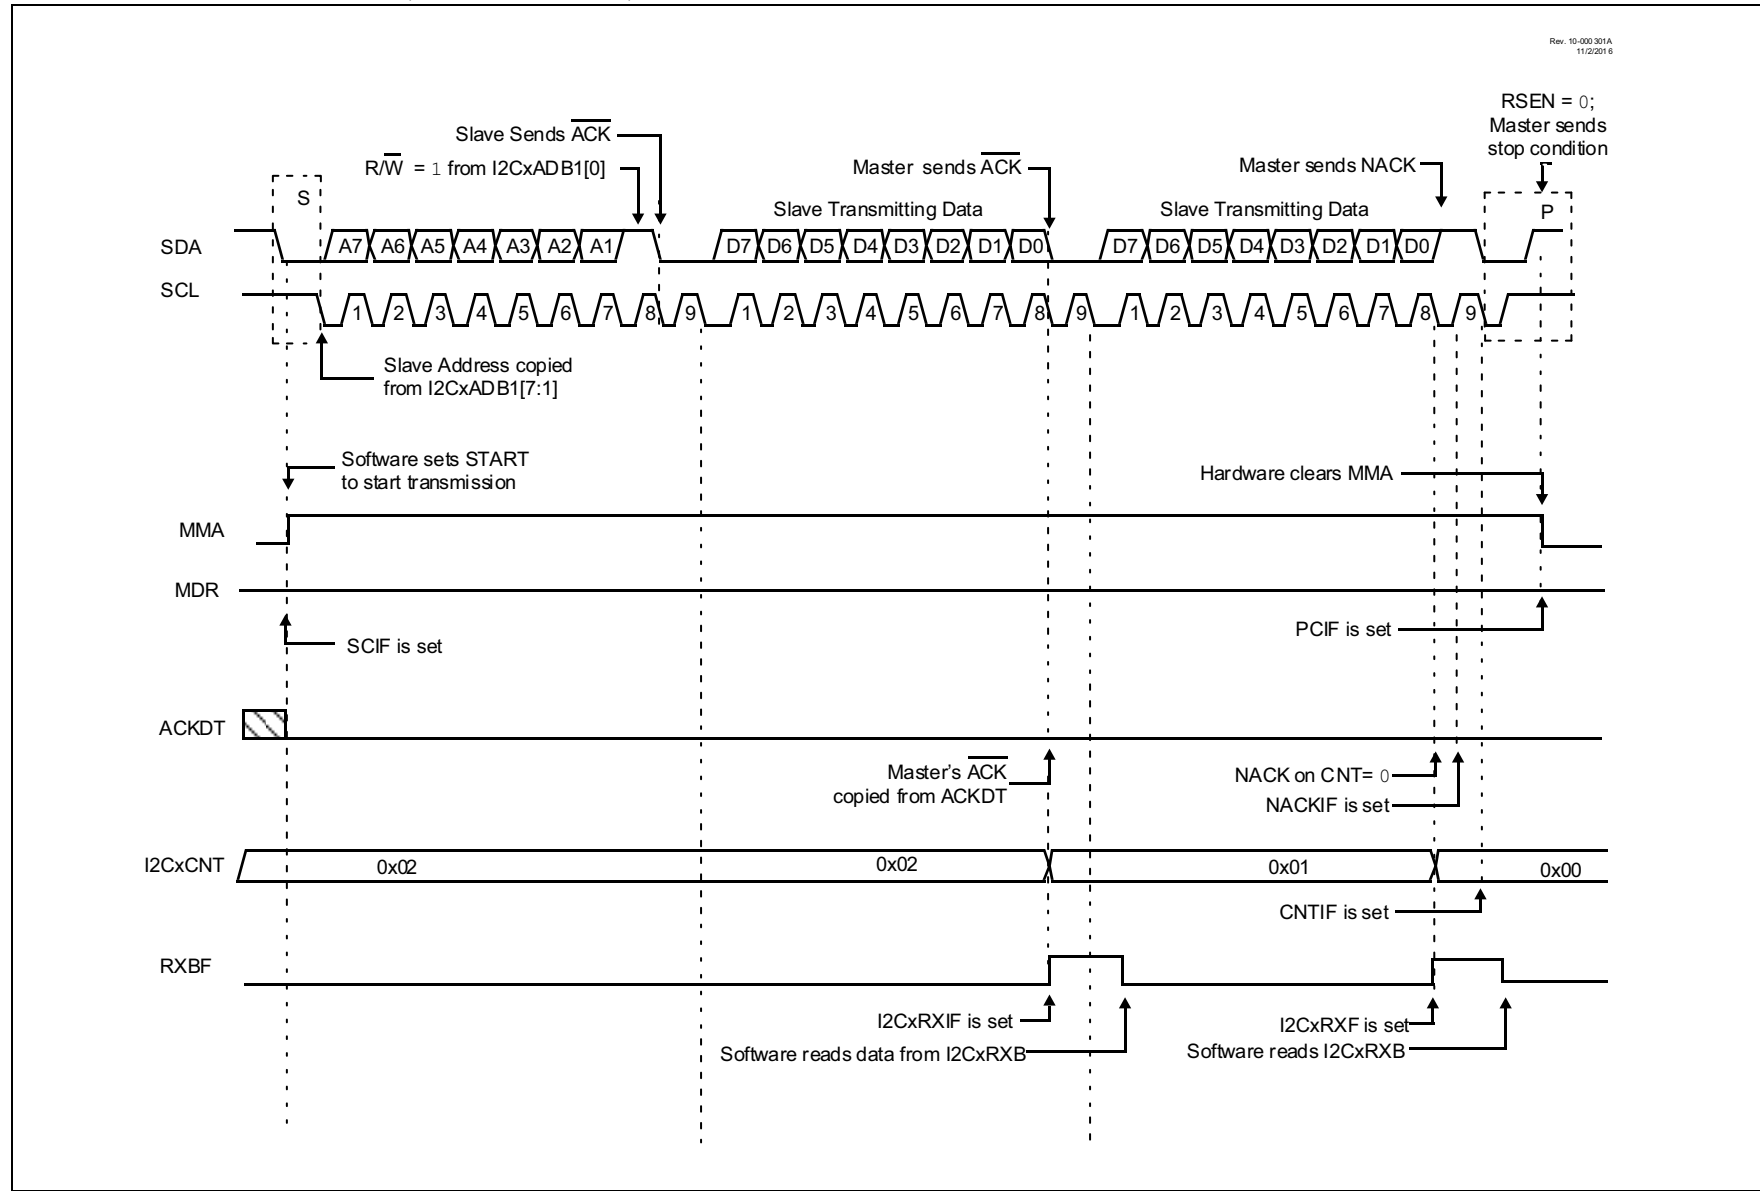 Rev. 10-000301A
11/2/2016
RSEN = 0;
Master sends
stop condition
Slave Sends ACK
R/W = 1 from I2CxADB1[0]
Master sends ACK
Master sends NACK
S
Slave Transmitting Data
Slave Transmitting Data
P
SDA
A7 A6 A5 A4 A3 A2 A1
D7 D6 D5 D4 D3 D2 D1 D0
D7 D6 D5 D4 D3 D2 D1 D0
SCL
1 2 3 4 5 6 7 8 9
1 2 3 4 5 6 7 8 9
1 2 3 4 5 6 7 8 9
Slave Address copied
from I2CxADB1[7:1]
Software sets START
to start transmission
Hardware clears MMA
MMA
MDR
SCIF is set
PCIF is set
ACKDT
Master's ACK
copied from ACKDT
NACK on CNT= 0
NACKIF is set
I2CxCNT
0x02
0x02
0x01
0x00
CNTIF is set
RXBF
I2CxRXIF is set
Software reads data from I2CxRXB
I2CxRXF is set
Software reads I2CxRXB